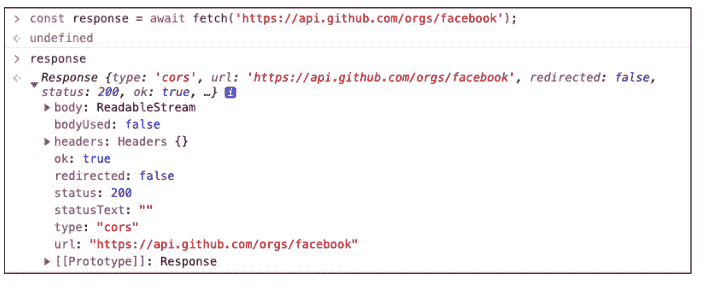 > const response = await fetch('https://api.github.com/orgs/facebook');
<· undefined
> response
<· ▼ Response {type: 'cors', url: 'https://api.github.com/orgs/facebook', redirected: false,
status: 200, ok: true, …} i
▶ body: ReadableStream
bodyUsed: false
▶ headers: Headers {}
ok: true
redirected: false
status: 200
statusText: ""
type: "cors"
url: "https://api.github.com/orgs/facebook"
▶ [[Prototype]]: Response